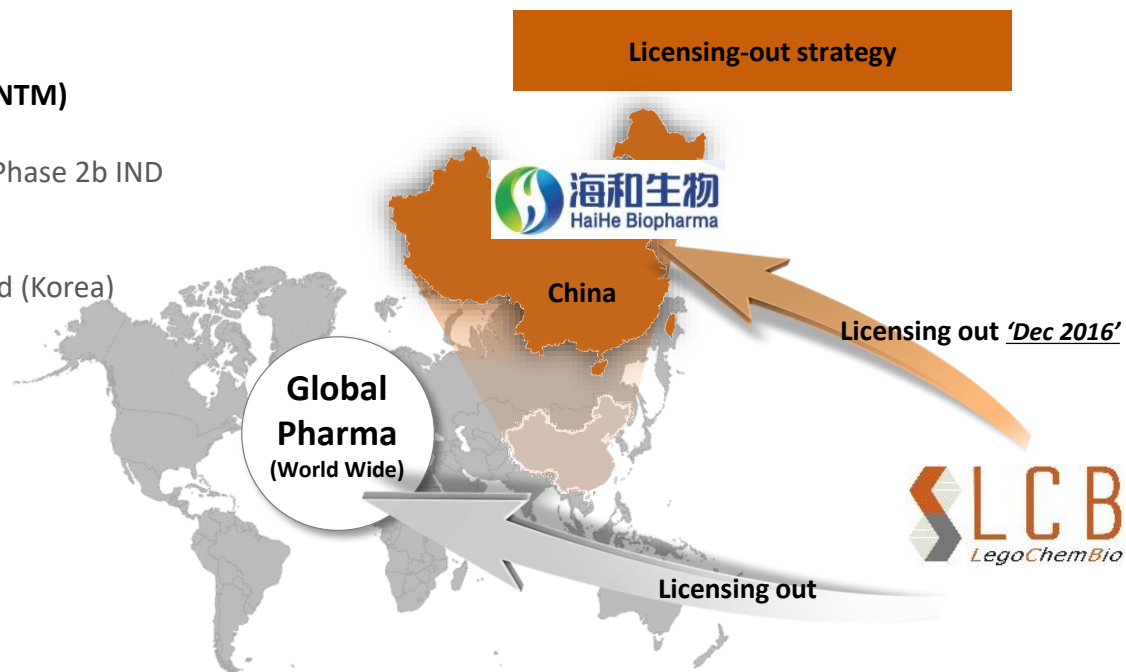 Licensing-out strategy
NTM)
Phase 2b IND
d (Korea)
海和生物
HaiHe Biopharma
China
Licensing out 'Dec 2016'
Global
Pharma
(World Wide)
LCB
LegoChemBio
Licensing out